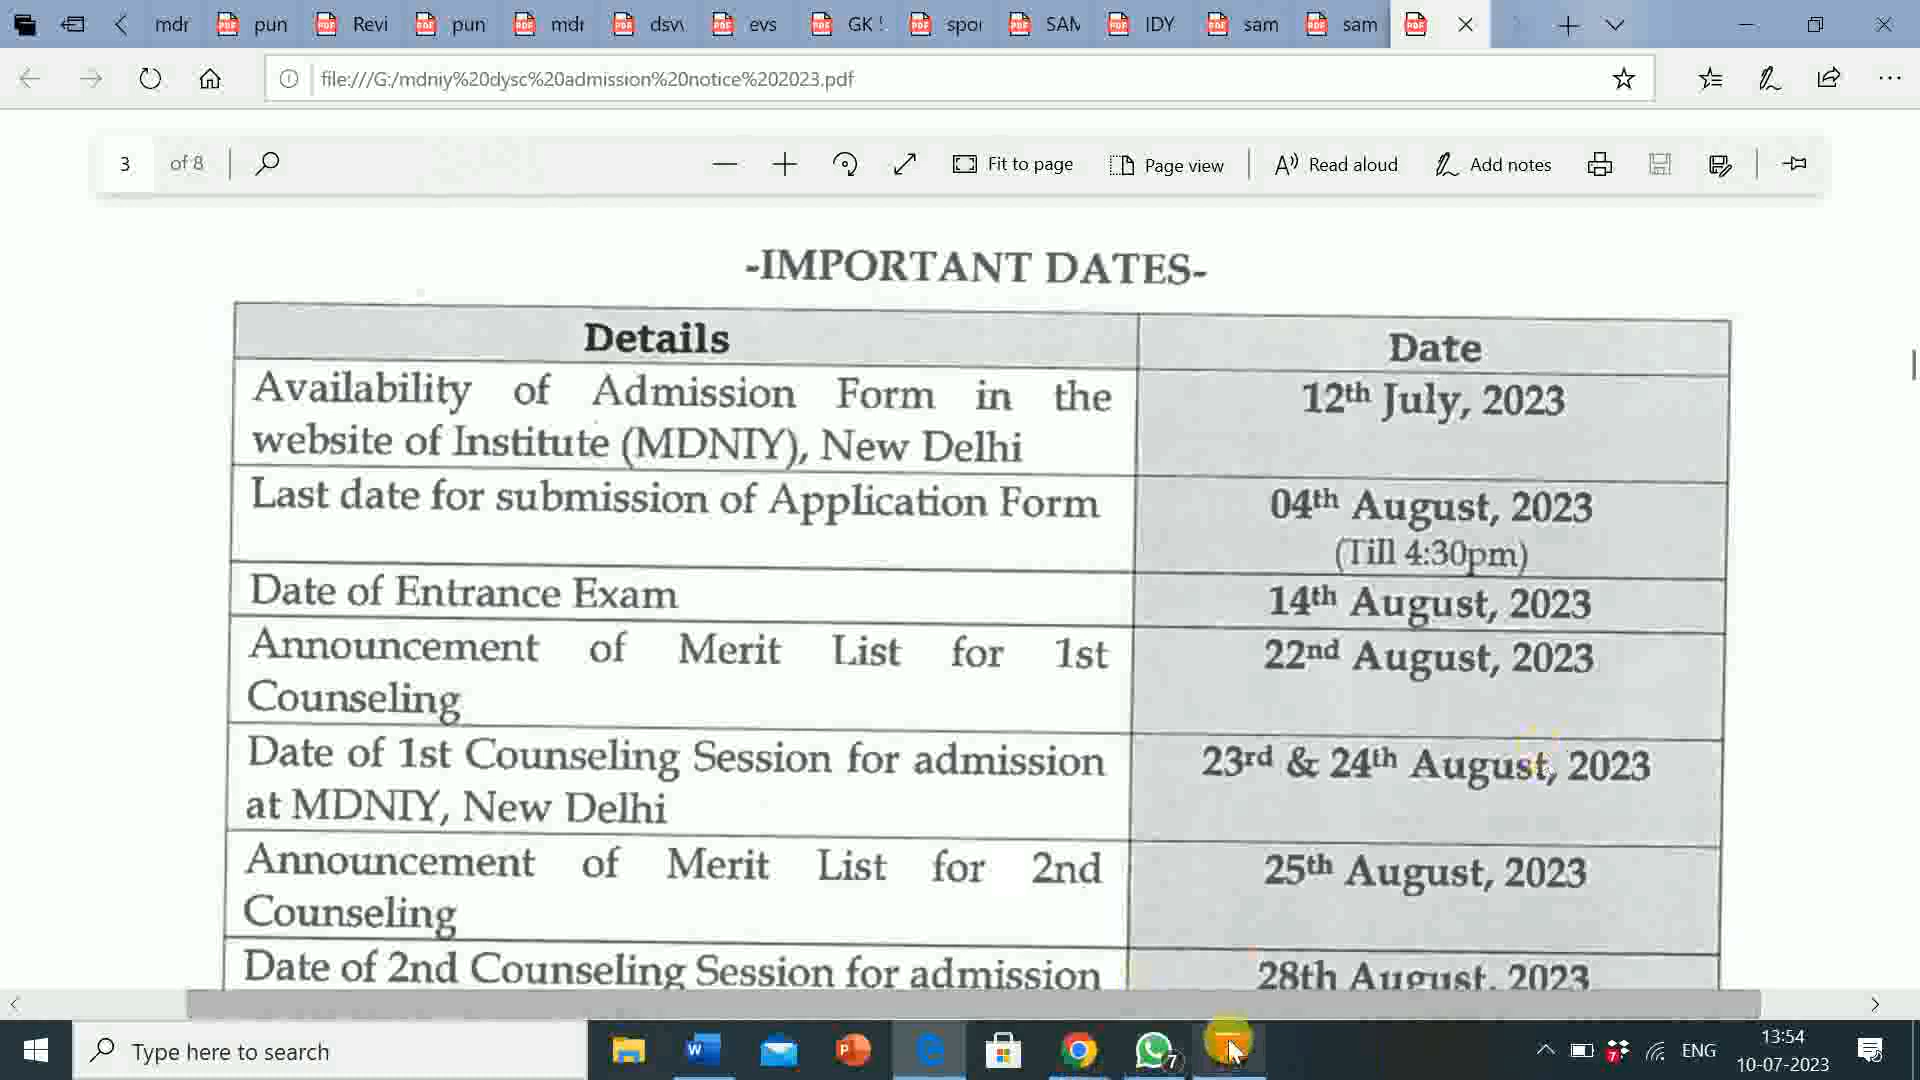 mdr
pun
Revi
pun
mdr
dsv
evs
GK
spor
SAM
IDY
sam
sam
file:///G:/mdniy%20dysc%20admission%20notice%202023.pdf
3 of 8
Fit to page
Page view
Read aloud
Add notes
-IMPORTANT DATES-
Details Date
Availability of Admission Form in the 12th July, 2023
website of Institute (MDNIY), New Delhi
Last date for submission of Application Form 04th August, 2023
(Till 4:30pm)
Date of Entrance Exam 14th August, 2023
Announcement of Merit List for 1st 22nd August, 2023
Counseling
Date of 1st Counseling Session for admission 23rd & 24th August, 2023
at MDNIY, New Delhi
Announcement of Merit List for 2nd 25th August, 2023
Counseling
Date of 2nd Counseling Session for admission 28th August, 2023
Type here to search
7
7
ENG
13:54
10-07-2023